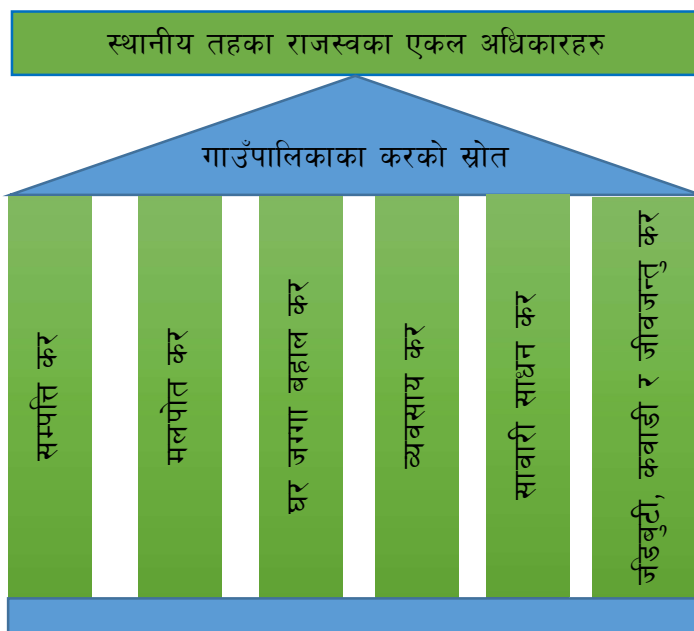 स्थानीय तहका राजस्वका एकल अधिकारहरु
गाउँपालिकाका करको स्रोत
सम्पत्ति कर
मलपोत कर
घर जग्गा बहाल कर
व्यवसाय कर
सावारी साधन कर
जडिबुटी, कवाडी र जीवजन्तु कर